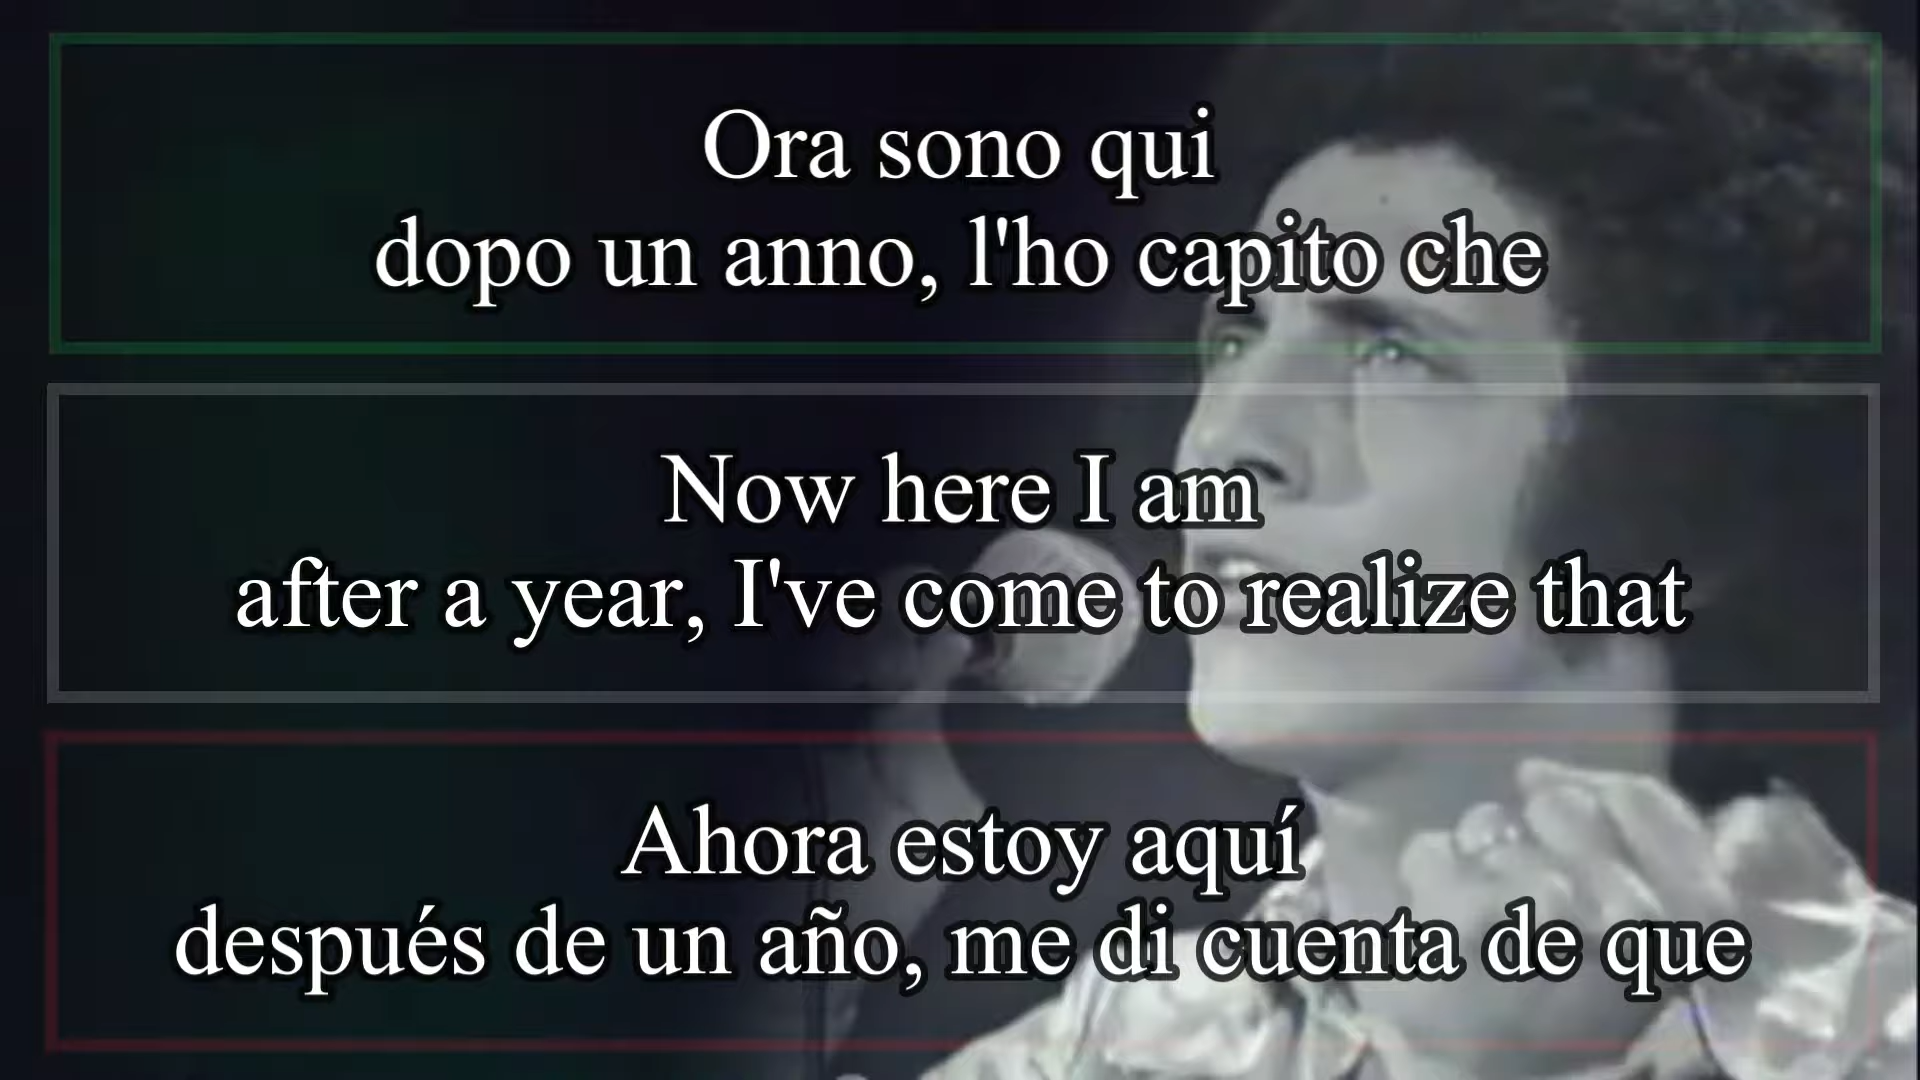 Ora sono qui
dopo un anno, l'ho capito che
Now here I am
after a year, I've come to realize that
Ahora estoy aquí
después de un año, me di cuenta de que